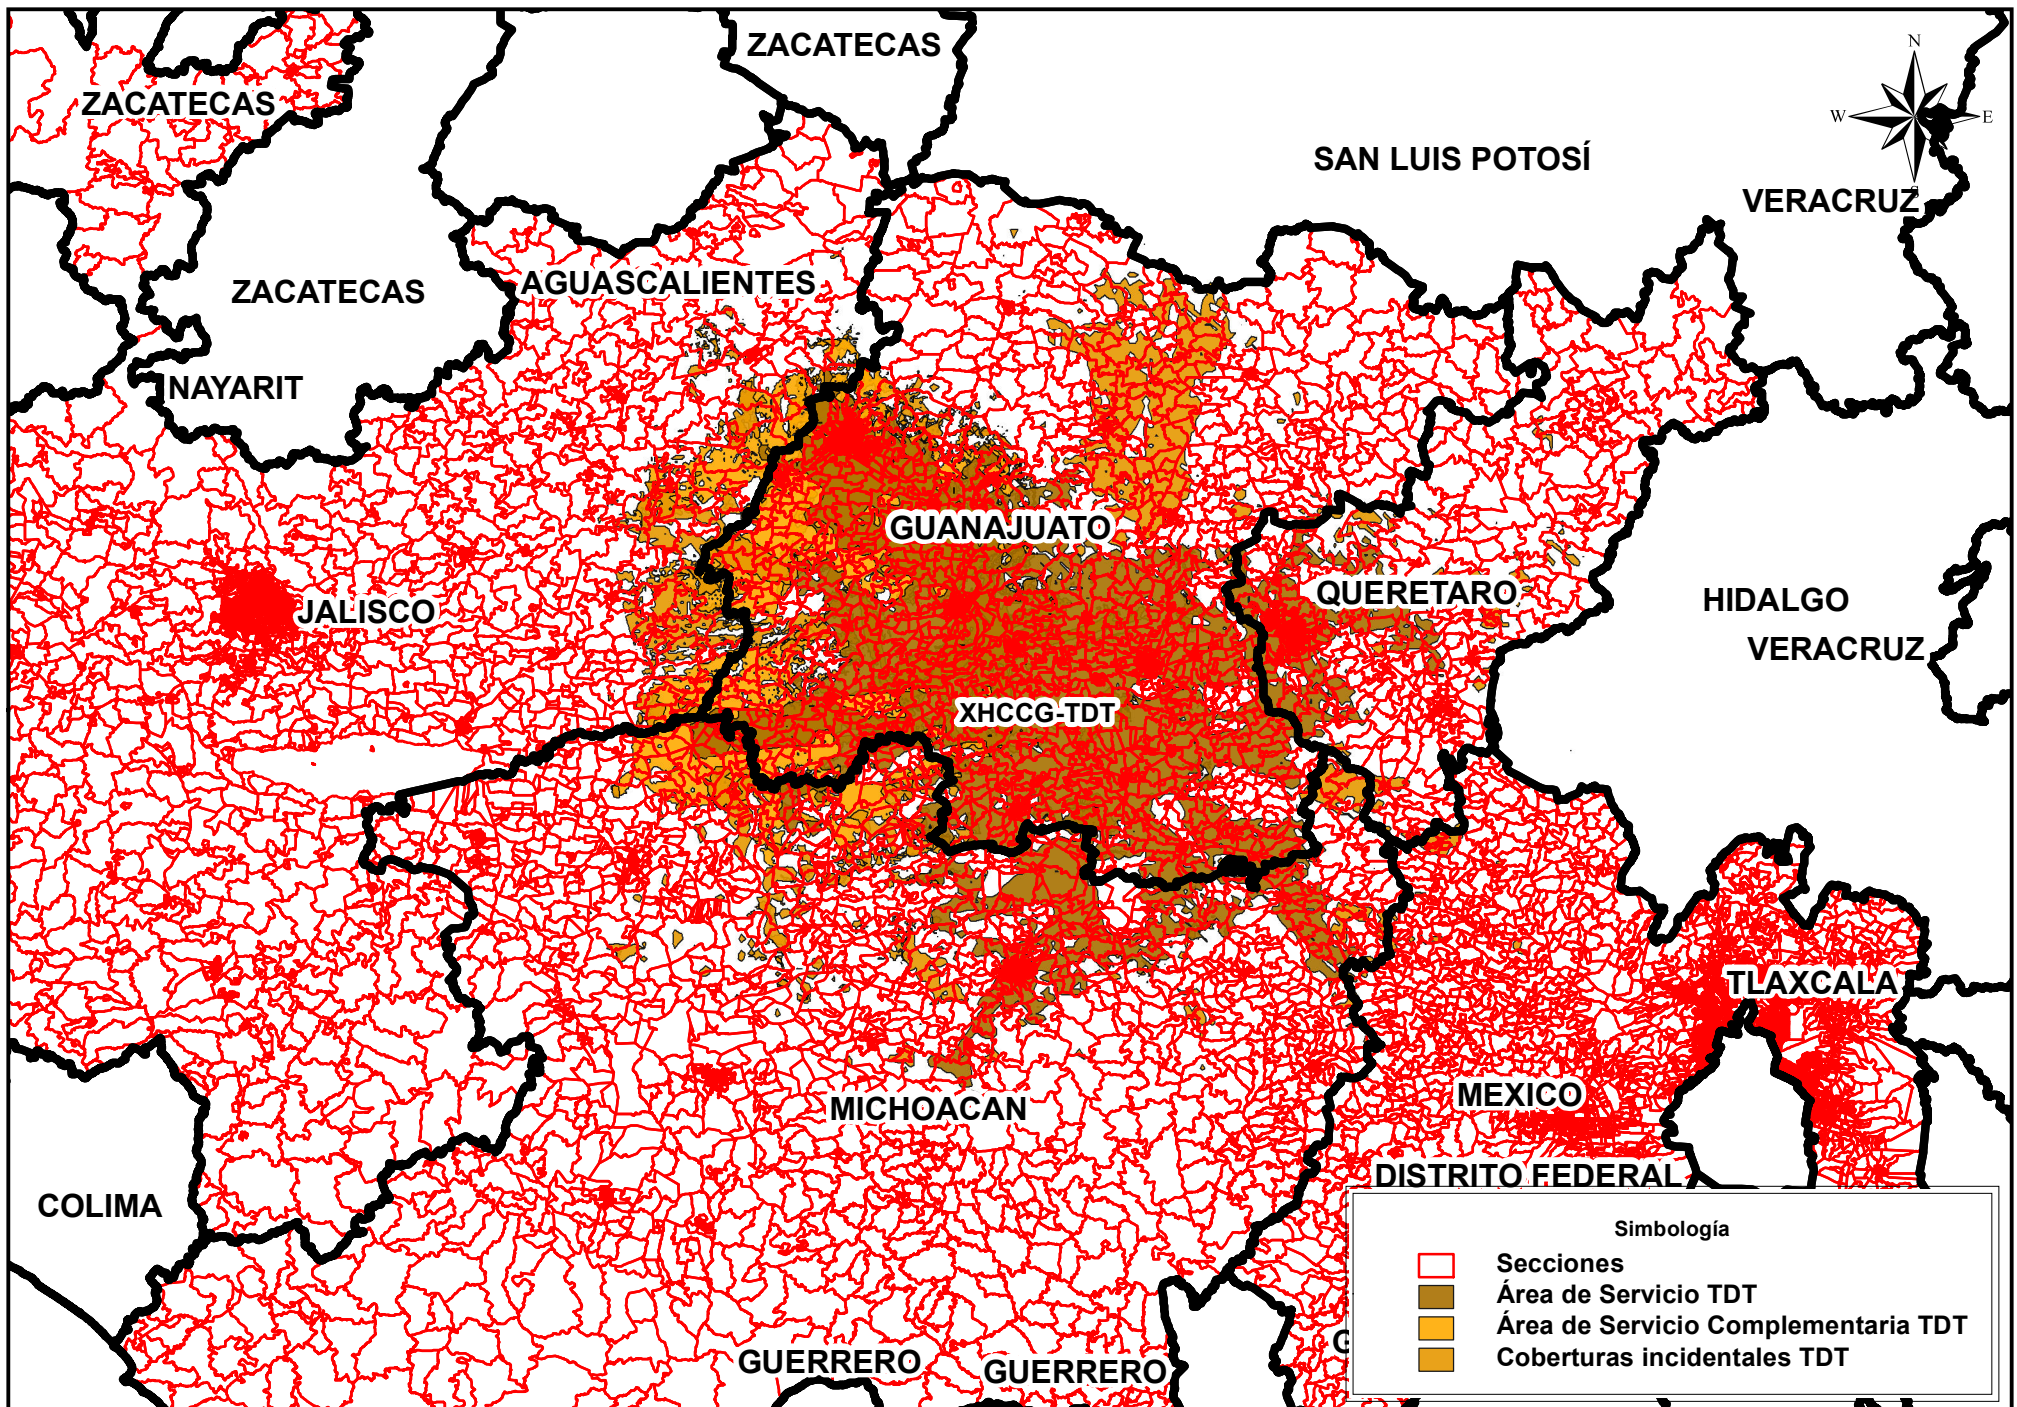 ZACATECAS
N
ZACATECAS
W
E
SAN LUIS POTOSÍ
VERACRUZ
AGUASCALIENTES
ZACATECAS
NAYARIT
GUANAJUATO
QUERETARO
HIDALGO
JALISCO
VERACRUZ
XHCCG-TDT
TLAXCALA
MEXICO
MICHOACAN
DISTRITO FEDERAL
COLIMA
Simbología
Secciones
Área de Servicio TDT
Área de Servicio Complementaria TDT
Coberturas incidentales TDT
G
GUERRERO
GUERRERO